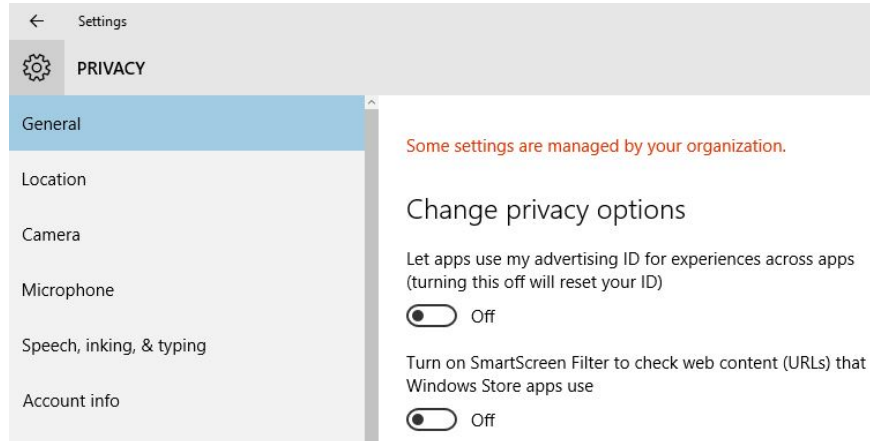 Settings
PRIVACY
General
Location
Camera
Microphone
Speech, inking, & typing
Account info
Some settings are managed by your organization.
Change privacy options
Let apps use my advertising ID for experiences across apps
(turning this off will reset your ID)
Off
Turn on SmartScreen Filter to check web content (URLs) that
Windows Store apps use
Off